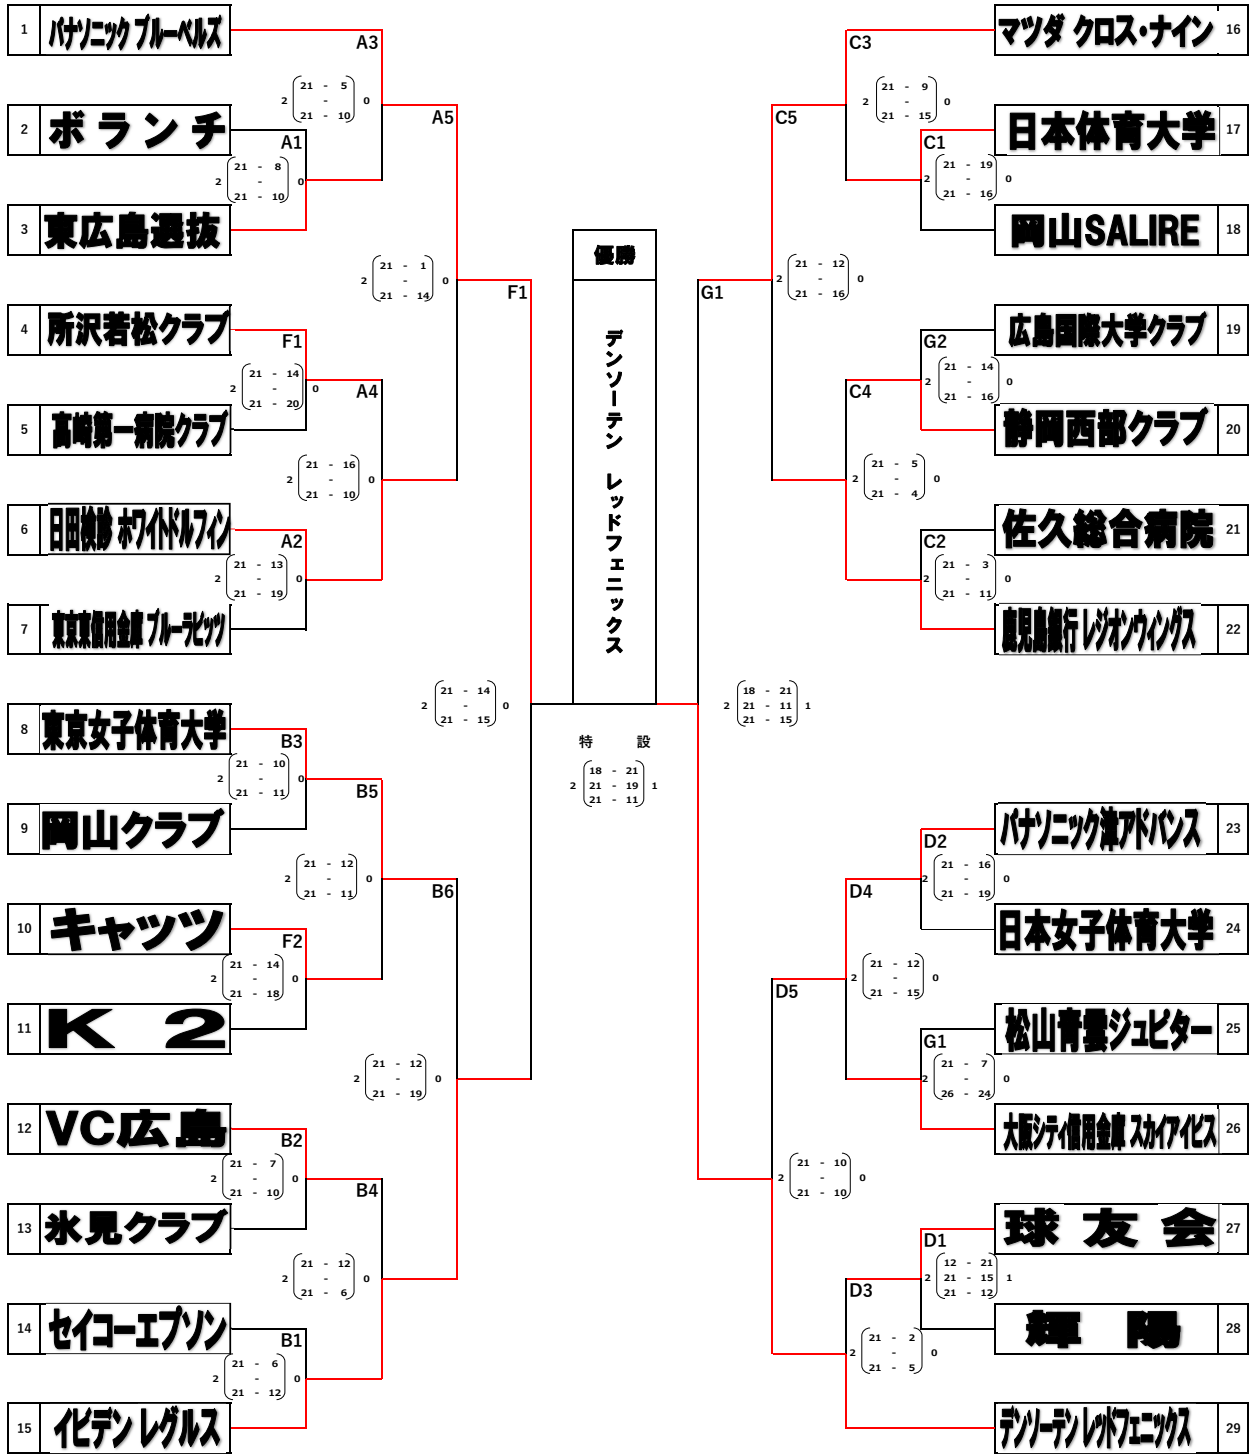 1 パナソニック ブルーベルズ
A3
21 - 5
2 - 0
21 - 10
2 ボランチ
A1
21 - 8
2 - 0
21 - 10
3 東広島選抜
A5
21 - 1
2 - 0
21 - 14
4 所沢若松クラブ
F1
21 - 14
2 - 0
21 - 20
5 高崎第一病院クラブ
A4
21 - 16
2 - 0
21 - 10
6 日田検診 ホワイトドルフィン
A2
21 - 13
2 - 0
21 - 19
7 東京東信用金庫 ブルーラビッツ
F1
21 - 14
2 - 0
21 - 15
8 東京女子体育大学
B3
21 - 10
2 - 0
21 - 11
9 岡山クラブ
B5
21 - 12
2 - 0
21 - 11
10 キャッツ
F2
21 - 14
2 - 0
21 - 18
11 K 2
B6
21 - 12
2 - 0
21 - 19
12 VC広島
B2
21 - 7
2 - 0
21 - 10
13 氷見クラブ
B4
21 - 12
2 - 0
21 - 6
14 セイコーエプソン
B1
21 - 6
2 - 0
21 - 12
15 イビデン レグルス
優勝
デンソーテン レッドフェニックス
特 設
18 - 21
2 21 - 19 1
21 - 11
マツダ クロス・ナイン 16
C3
21 - 9
2 - 0
21 - 15
日本体育大学 17
C1
21 - 19
2 - 0
21 - 16
岡山SALIRE 18
C5
21 - 12
2 - 0
21 - 16
広島国際大学クラブ 19
G2
21 - 14
2 - 0
21 - 16
静岡西部クラブ 20
C4
21 - 5
2 - 0
21 - 4
佐久総合病院 21
C2
21 - 3
2 - 0
21 - 11
鹿児島銀行 レジオンウィングス 22
G1
18 - 21
2 21 - 11 1
21 - 15
パナソニック津アドバンス 23
D2
21 - 16
2 - 0
21 - 19
日本女子体育大学 24
D4
21 - 12
2 - 0
21 - 15
松山青雲ジュピター 25
G1
21 - 7
2 - 0
26 - 24
大阪シティ信用金庫 スカイアイビス 26
D5
21 - 10
2 - 0
21 - 10
球友会 27
D1
12 - 21
2 21 - 15 1
21 - 12
輝陽 28
D3
21 - 2
2 - 0
21 - 5
デンソーテン レッドフェニックス 29